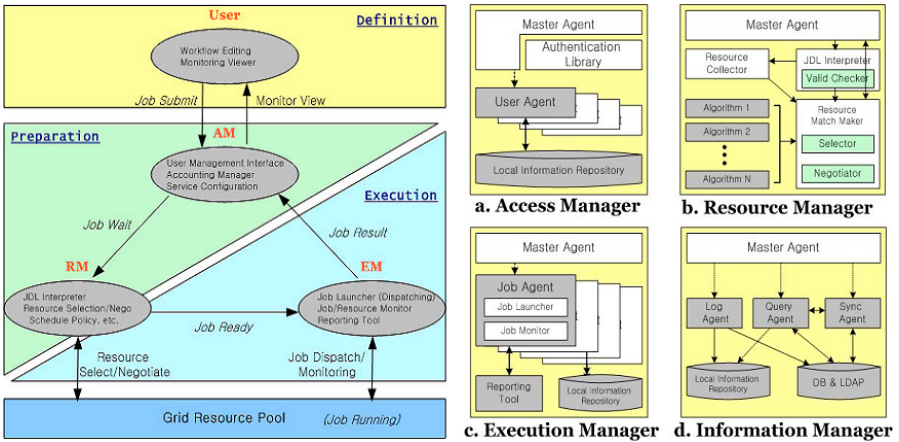 User
Definition
Workflow Editing
Monitoring Viewer
Job Submit
Monitor View
Preparation
AM
User Management Interface
Accounting Manager
Service Configuration
Execution
Job Wait
Job Result
RM
EM
JDL Interpreter
Resource Selection/Nego
Schedule Policy, etc.
Job Launcher (Dispatching)
Job/Resource Monitor
Reporting Tool
Job Ready
Resource
Select/Negotiate
Job Dispatch/
Monitoring
Grid Resource Pool
(Job Running)
Master Agent
Authentication
Library
User Agent
Local Information Repository
a. Access Manager
Master Agent
Resource
Collector
JDL Interpreter
Valid Checker
Algorithm 1
Algorithm 2
Algorithm N
Resource
Match Maker
Selector
Negotiator
b. Resource Manager
Master Agent
Job Agent
Job Launcher
Job Monitor
Reporting
Tool
Local Information
Repository
c. Execution Manager
Master Agent
Log
Agent
Query
Agent
Sync
Agent
Local Information
Repository
DB & LDAP
d. Information Manager